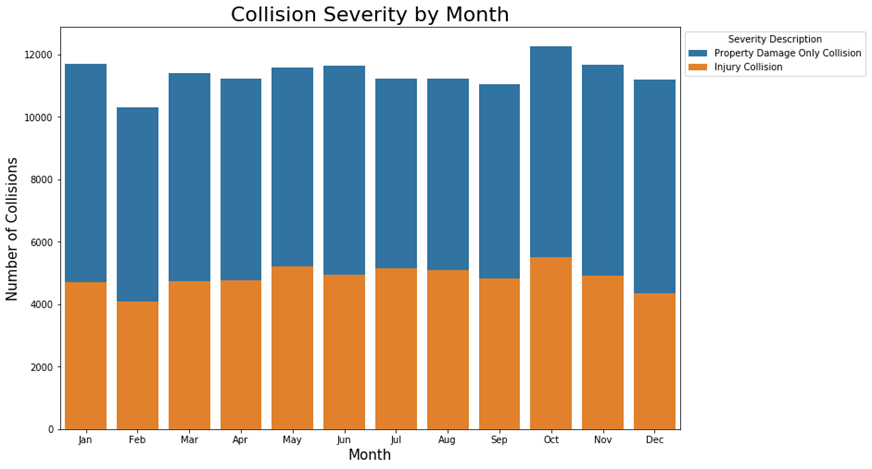 Collision Severity by Month
Severity Description
Property Damage Only Collision
Injury Collision
Number of Collisions
12000
10000
8000
6000
4000
2000
0
Jan Feb Mar Apr May Jun Jul Aug Sep Oct Nov Dec
Month